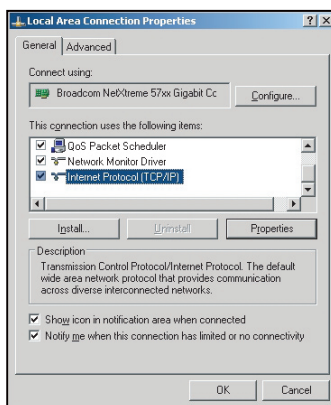 Local Area Connection Properties
General Advanced
Connect using:
Broadcom NetXtreme 57xx Gigabit Cc
Configure...
This connection uses the following items:
QoS Packet Scheduler
Network Monitor Driver
Internet Protocol (TCP/IP)
Install... Uninstall Properties
Description
Transmission Control Protocol/Internet Protocol. The default
wide area network protocol that provides communication
across diverse interconnected networks.
Show icon in notification area when connected
Notify me when this connection has limited or no connectivity
OK Cancel